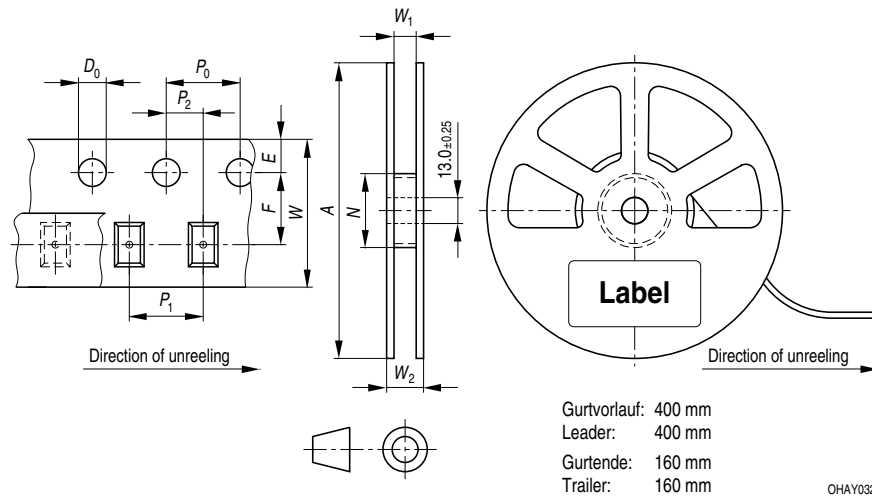 W1
D0
P0
P2
E
F
W
A
N
13.0±0.25
P1
W2
Label
Direction of unreeling
Direction of unreeling
Gurtvorlauf: 400 mm
Leader: 400 mm
Gurtende: 160 mm
Trailer: 160 mm